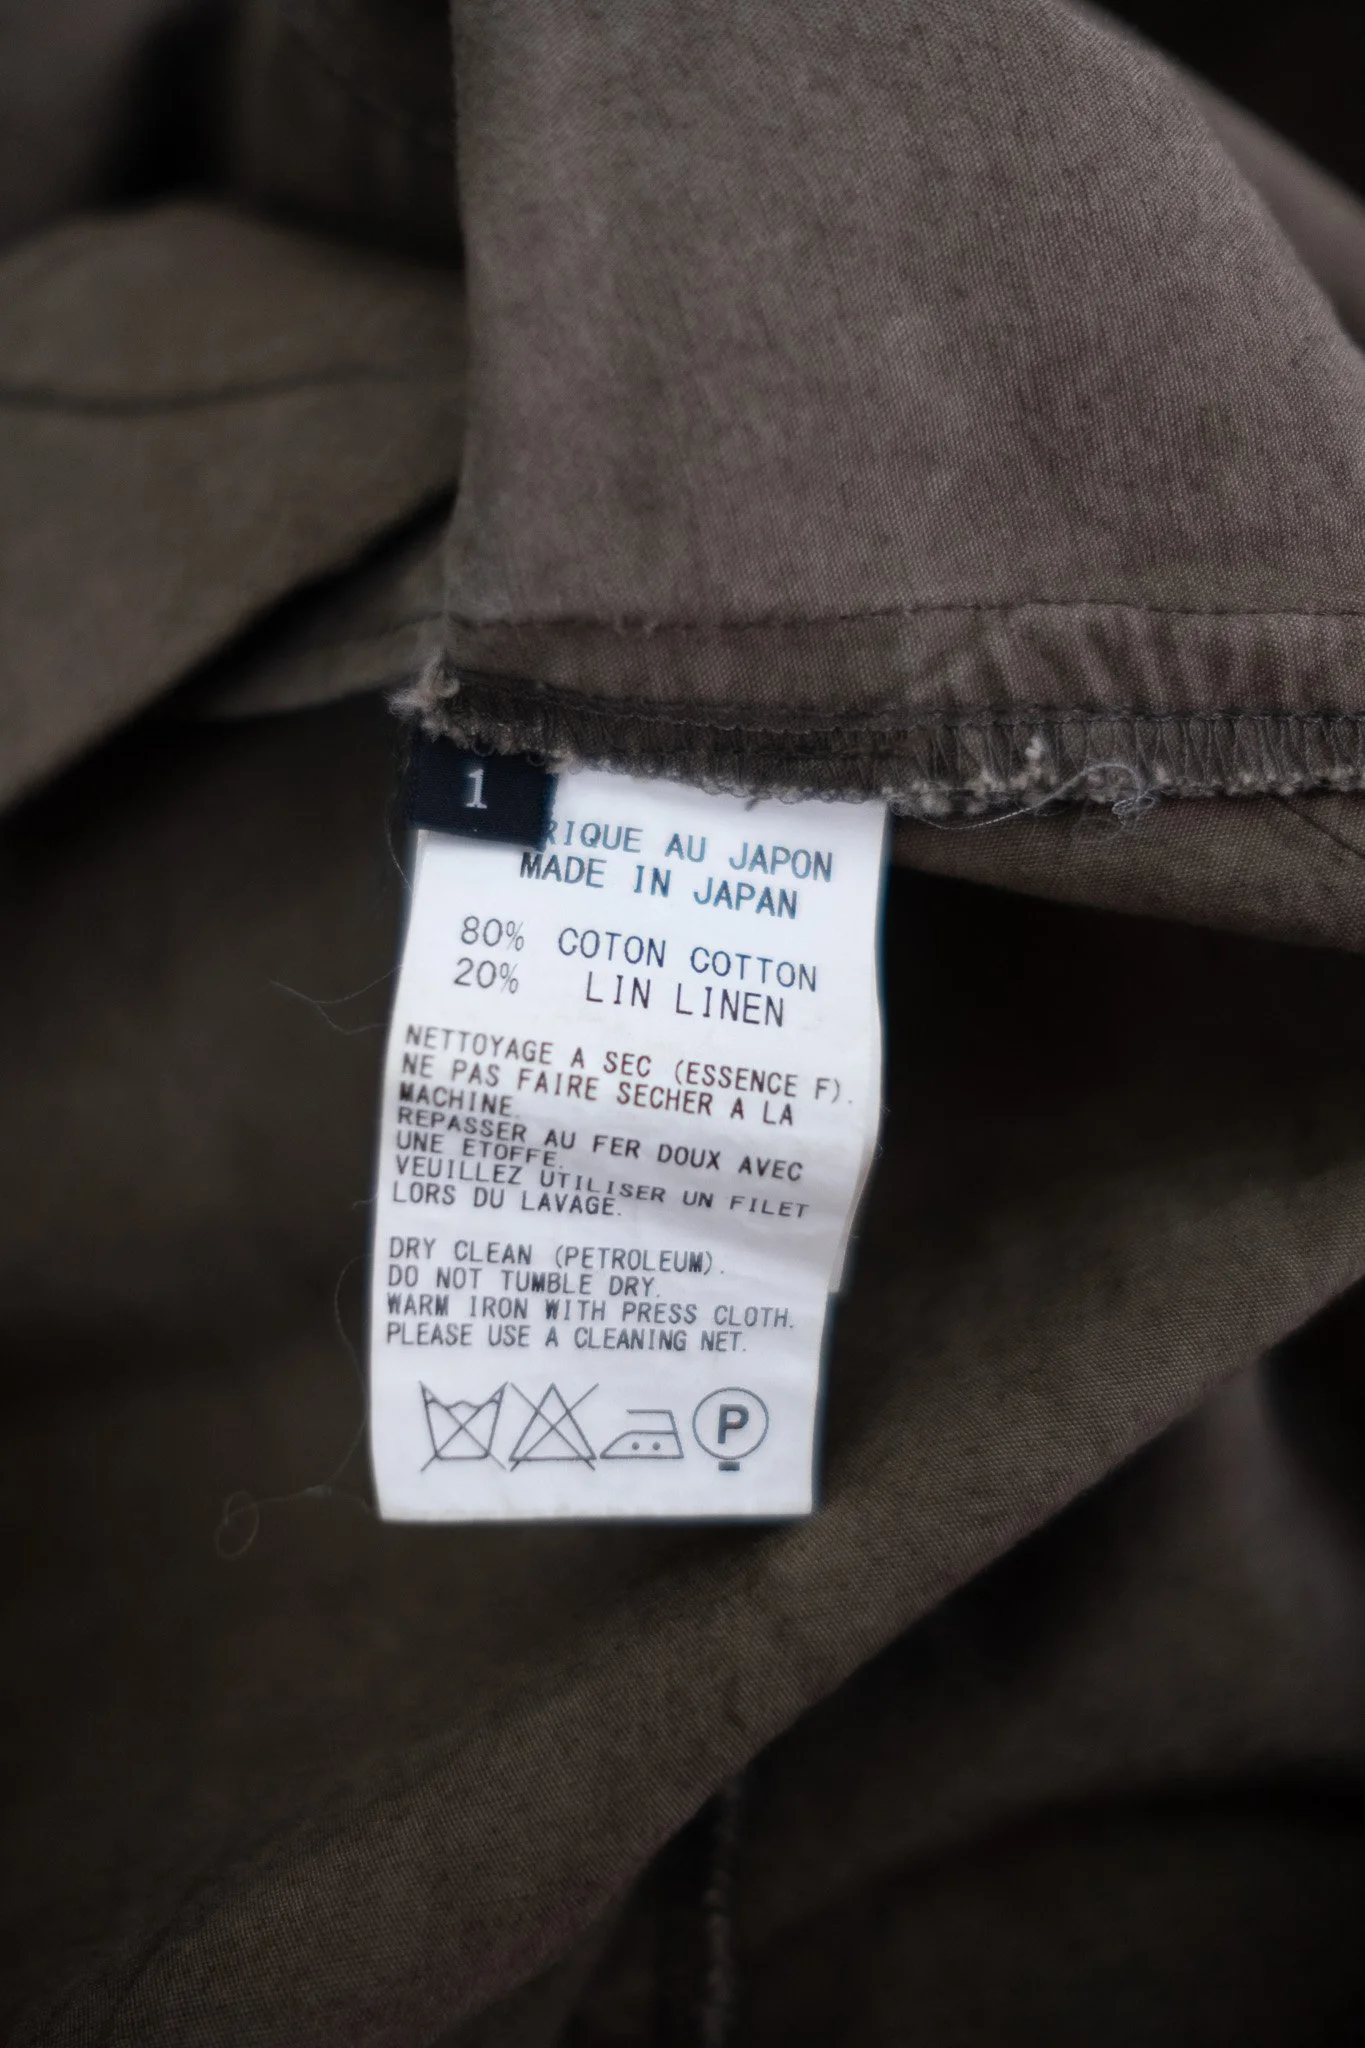 1
RIQUE AU JAPON
MADE IN JAPAN
80% COTON COTTON
20% LIN LINEN
NETTOYAGE A SEC (ESSENCE F).
NE PAS FAIRE SECHER A LA
MACHINE.
REPASSER AU FER DOUX AVEC
UNE ETOFFE.
VEUILLEZ UTILISER UN FILET
LORS DU LAVAGE.
DRY CLEAN (PETROLEUM).
DO NOT TUMBLE DRY.
WARM IRON WITH PRESS CLOTH.
PLEASE USE A CLEANING NET.
P